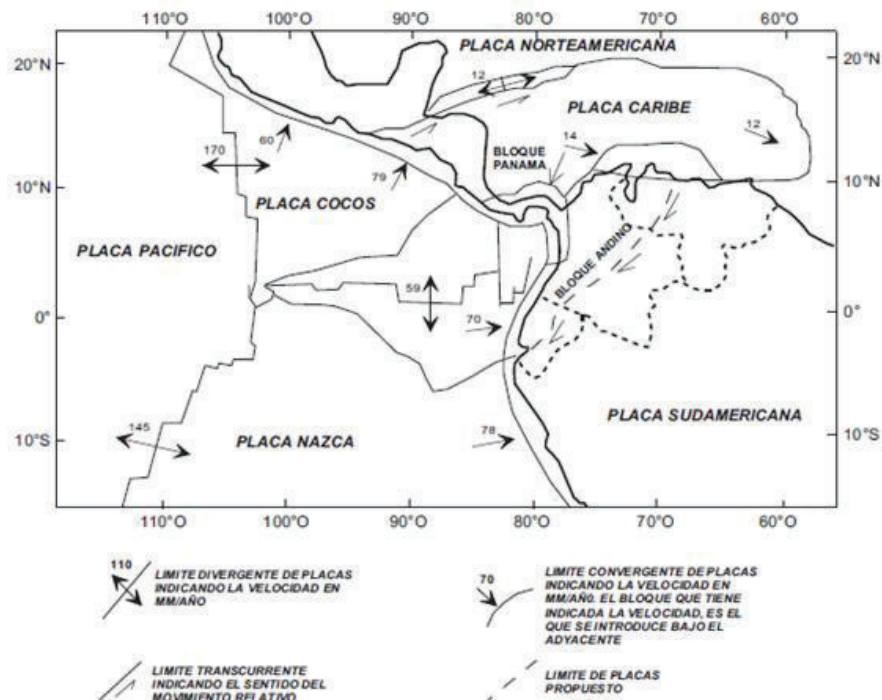 110°O 100°O 90°O 80°O 70°O 60°O
PLACA NORTEAMERICANA
20°N 20°N
12
PLACA CARIBE
12
60
14
BLOQUE
PANAMA
170
79
10°N 10°N
PLACA COCOS
PLACA PACIFICO
BLOQUE ANDINO
59
70
0° 0°
PLACA SUDAMERICANA
145
78
10°S 10°S
PLACA NAZCA
110°O 100°O 90°O 80°O 70°O 60°O
110
LIMITE DIVERGENTE DE PLACAS
INDICANDO LA VELOCIDAD EN
MM/AÑO
70
LIMITE CONVERGENTE DE PLACAS
INDICANDO LA VELOCIDAD EN
MM/AÑ0. EL BLOQUE QUE TIENE
INDICADA LA VELOCIDAD, ES EL
QUE SE INTRODUCE BAJO EL
ADYACENTE
LIMITE TRANSCURRENTE
INDICANDO EL SENTIDO DEL
MOVIMIENTO RELATIVO
LIMITE DE PLACAS
PROPUESTO